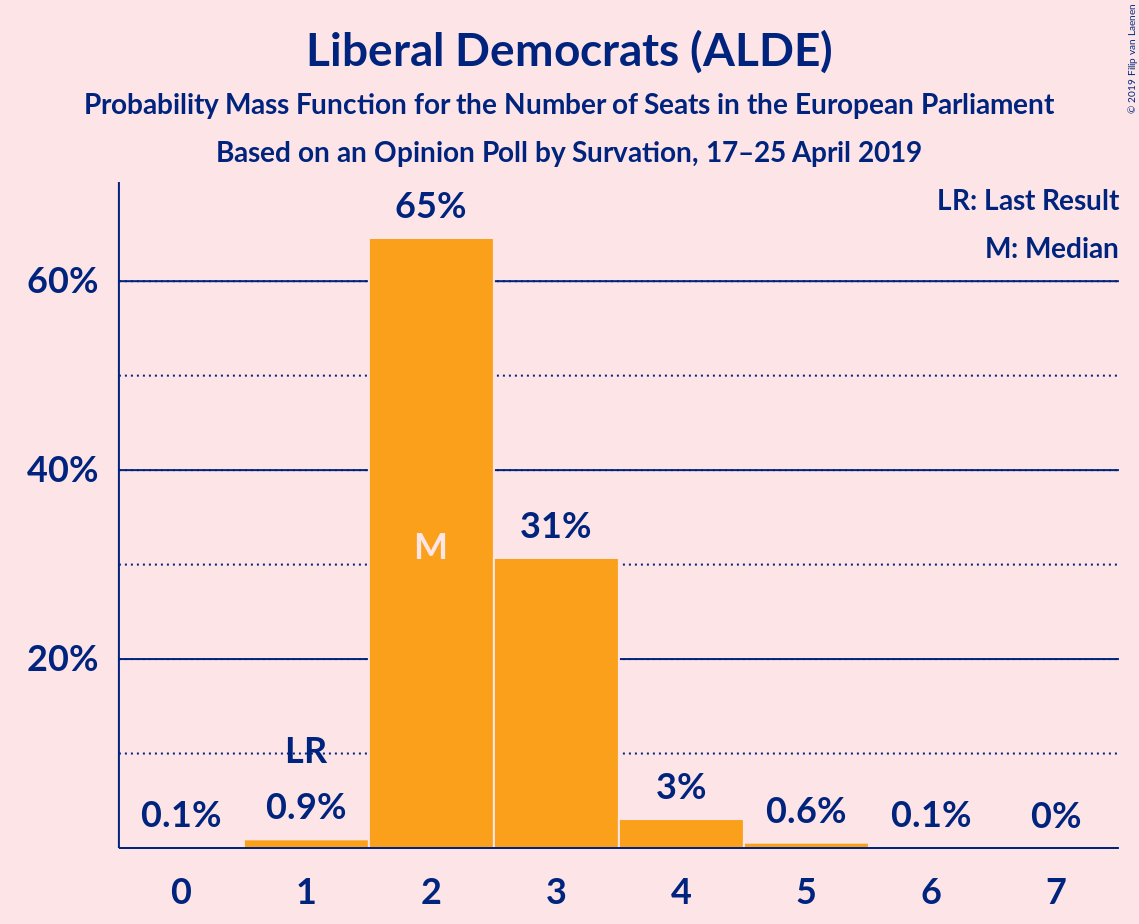 Liberal Democrats (ALDE)
Probability Mass Function for the Number of Seats in the European Parliament
Based on an Opinion Poll by Survation, 17–25 April 2019
© 2019 Filip van Laenen
LR: Last Result
M: Median
65%
60%
M
31%
40%
20%
LR
0.1%
0.9%
3%
0.6%
0.1%
0%
0 1 2 3 4 5 6 7